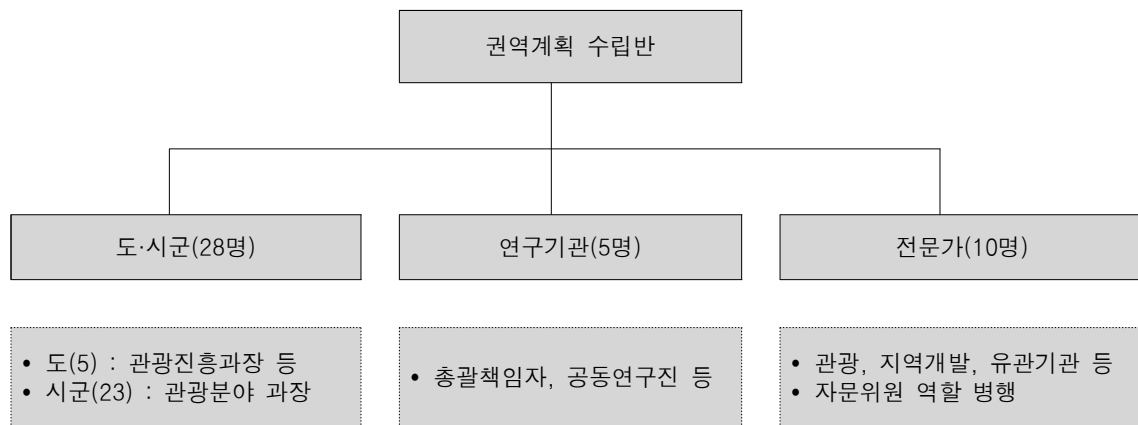 권역계획 수립반
도·시군(28명)
연구기관(5명)
전문가(10명)
• 도(5) : 관광진흥과장 등
• 시군(23) : 관광분야 과장
• 총괄책임자, 공동연구진 등
• 관광, 지역개발, 유관기관 등
• 자문위원 역할 병행